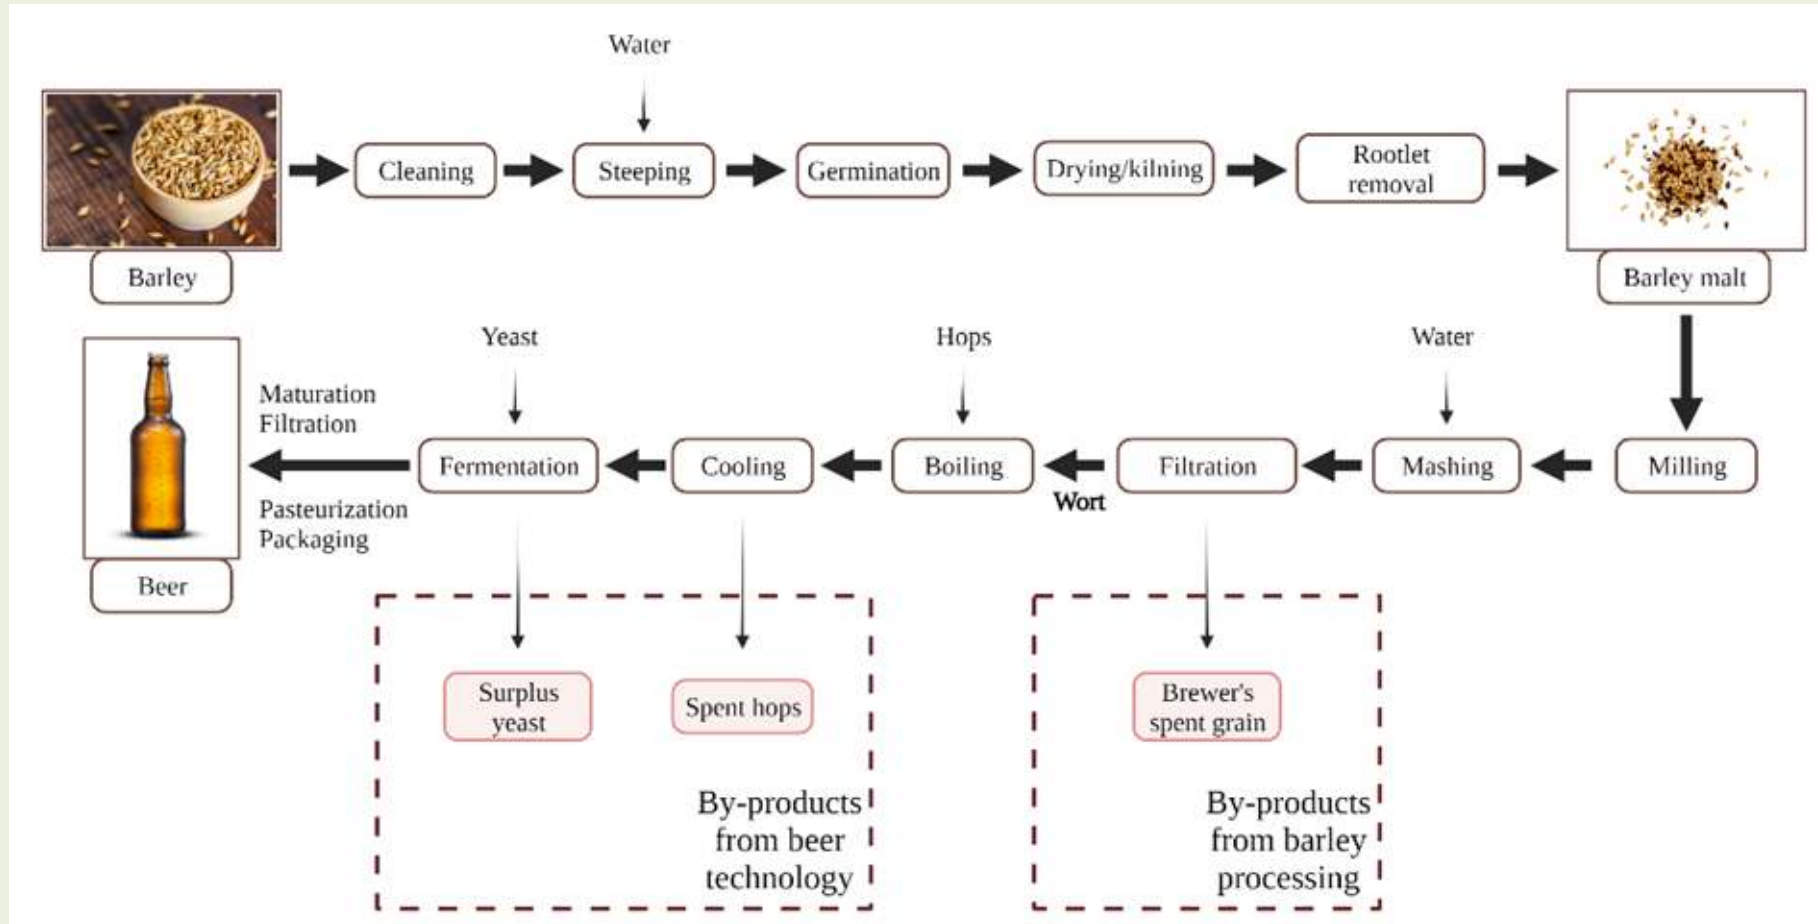 Water
Cleaning
Steeping
Germination
Drying/kilning
Rootlet
removal
Barley
Barley malt
Yeast
Hops
Water
Maturation
Filtration
Fermentation
Cooling
Boiling
Wort
Filtration
Mashing
Milling
Pasteurization
Packaging
Beer
Surplus
yeast
Spent hops
Brewer's
spent grain
By-products
from beer
technology
By-products
from barley
processing